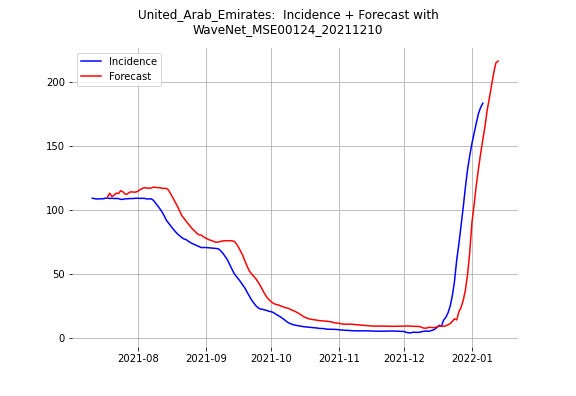 United_Arab_Emirates:  Incidence + Forecast with
WaveNet_MSE00124_20211210
Incidence
Forecast
200
150
100
50
0
2021-08
2021-09
2021-10
2021-11
2021-12
2022-01